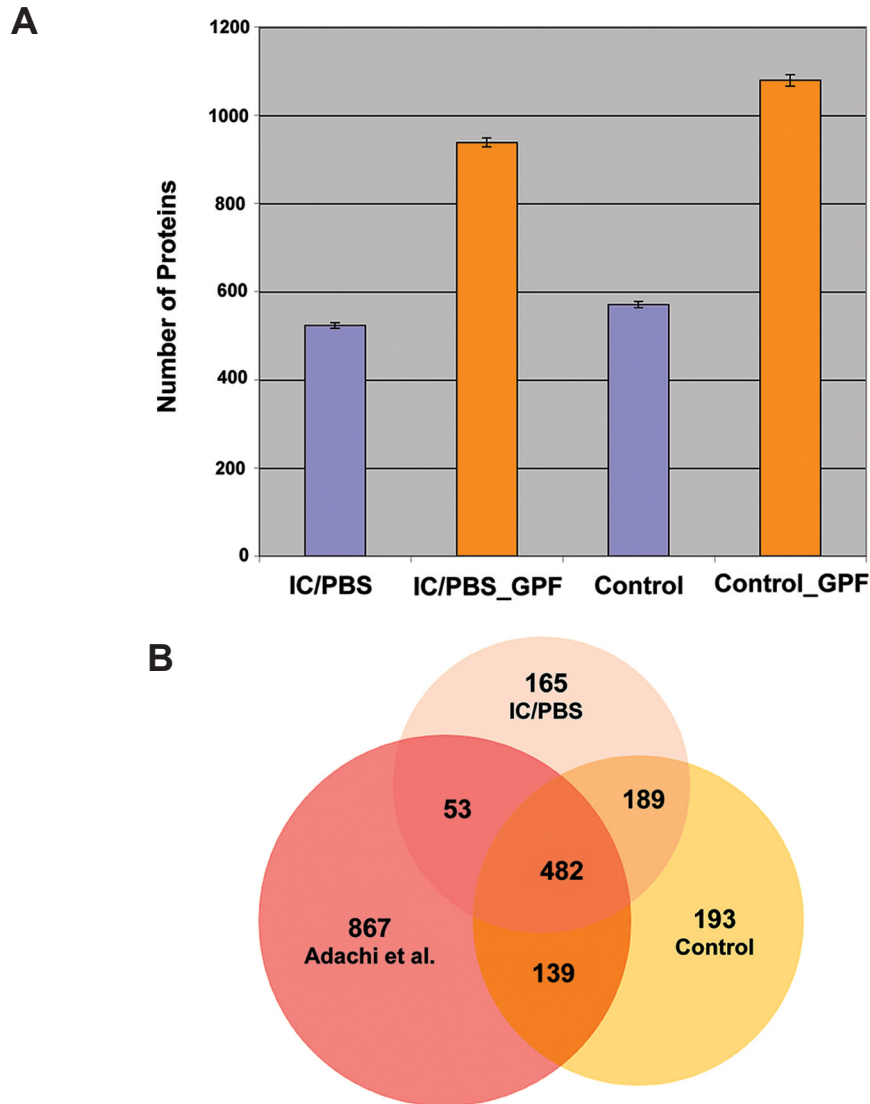 A
1200
1000
800
600
400
200
0
Number of Proteins
IC/PBS
IC/PBS_GPF
Control
Control_GPF
B
165
IC/PBS
53
189
482
867
Adachi et al.
193
Control
139